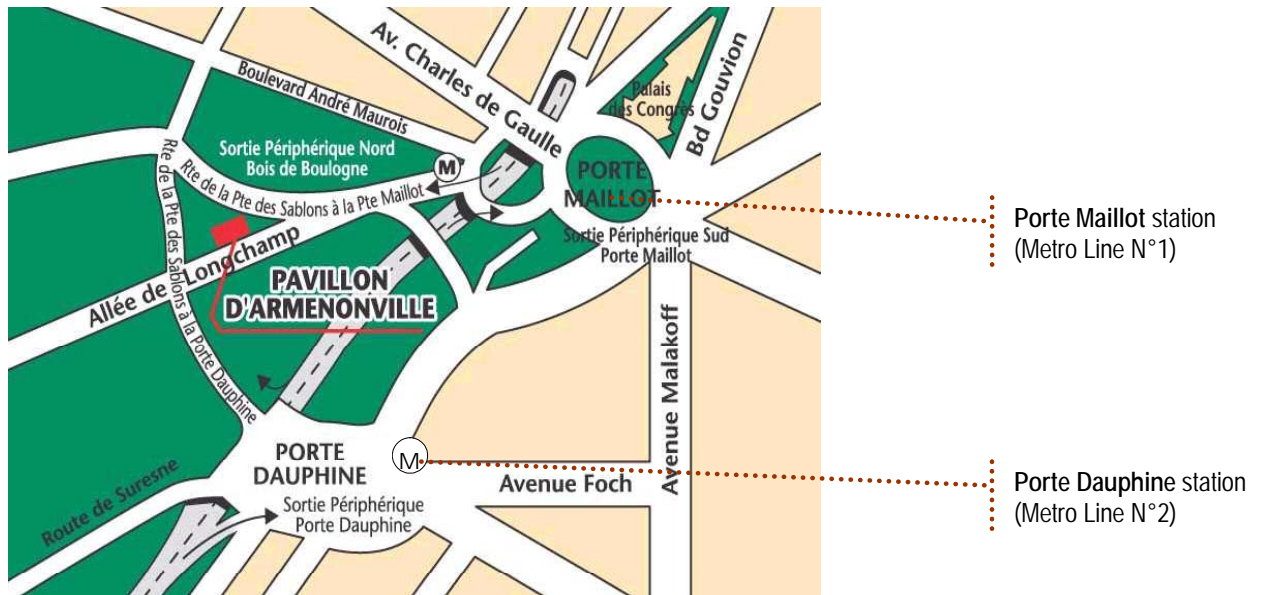 Av. Charles de Gaulle
Boulevard André Maurois
Palais
des Congrès
Bd Gouvion
Sortie Périphérique Nord
Bois de Boulogne
M
PORTE
MAILLOT
Rte de la Pte des Sablons à la Pte Maillot
Rte de la Pte des Sablons à la Porte Dauphine
Sortie Périphérique Sud
Porte Maillot
Allée de Longchamp
PAVILLON
D'ARMENONVILLE
Avenue Malakoff
PORTE
DAUPHINE
M
Avenue Foch
Route de Suresne
Sortie Périphérique
Porte Dauphine
Porte Maillot station
(Metro Line N°1)
Porte Dauphine station
(Metro Line N°2)